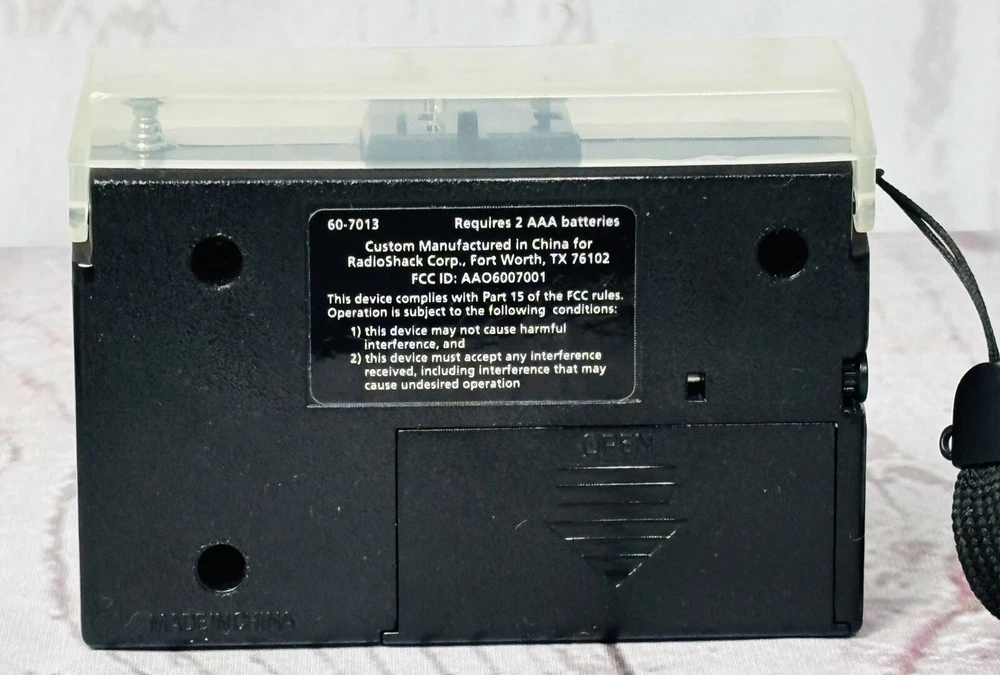 60-7013 Requires 2 AAA batteries
Custom Manufactured in China for
RadioShack Corp., Fort Worth, TX 76102
FCC ID: AAO6007001
This device complies with Part 15 of the FCC rules.
Operation is subject to the following conditions:
1) this device may not cause harmful
interference, and
2) this device must accept any interference
received, including interference that may
cause undesired operation
OPEN
MADE IN CHINA